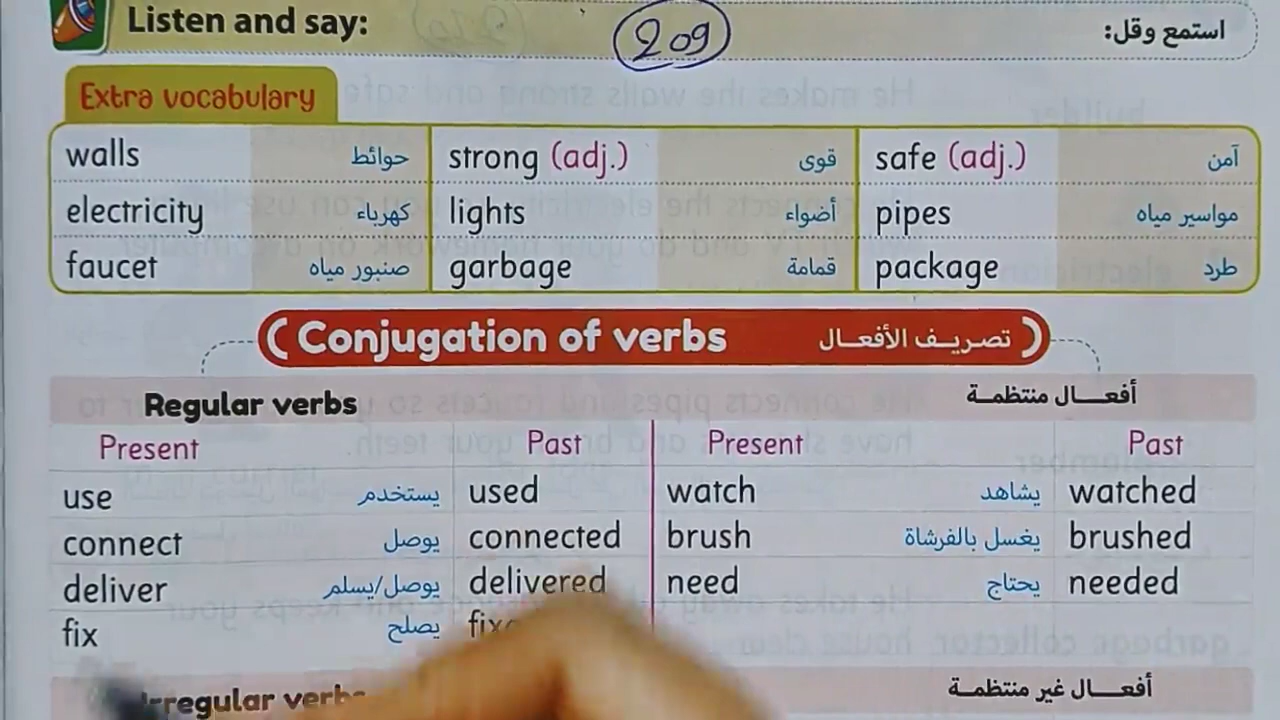 Listen and say: 209 استمع وقل:
Extra vocabulary
walls حوائط strong (adj.) قوى safe (adj.) آمن
electricity كهرباء lights أضواء pipes مواسير مياه
faucet صنبور مياه garbage قمامة package طرد
Conjugation of verbs تصريف الأفعال
Regular verbs أفعال منتظمة
Present Past Present Past
use يستخدم used watch يشاهد watched
connect يوصل connected brush يغسل بالفرشاة brushed
deliver يوصل/يسلم delivered need يحتاج needed
fix يصلح
Irregular verbs أفعال غير منتظمة